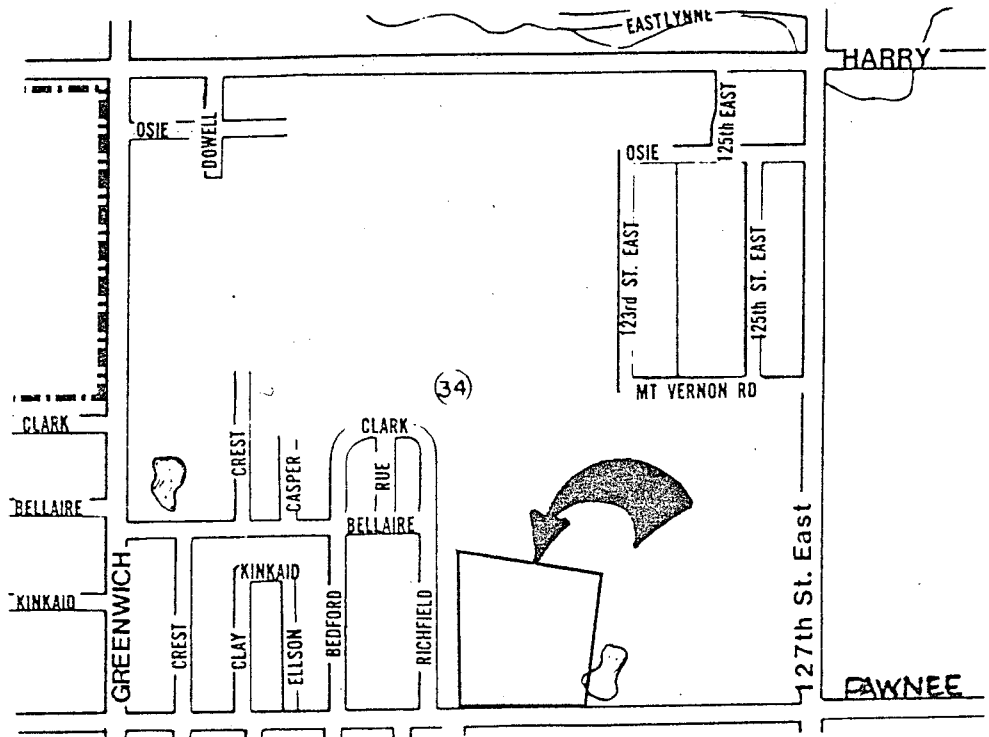 EASTLYNNE
HARRY
OSIE
DOWELL
125th EAST
OSIE
123rd ST. EAST
125th ST. EAST
MT VERNON RD
(34)
CLARK
CLARK
CREST
CASPER
RUE
BELLAIRE
BELLAIRE
127th St. East
GREENWICH
KINKAID
KINKAID
CREST
CLAY
ELLSON
BEDFORD
RICHFIELD
PAWNEE